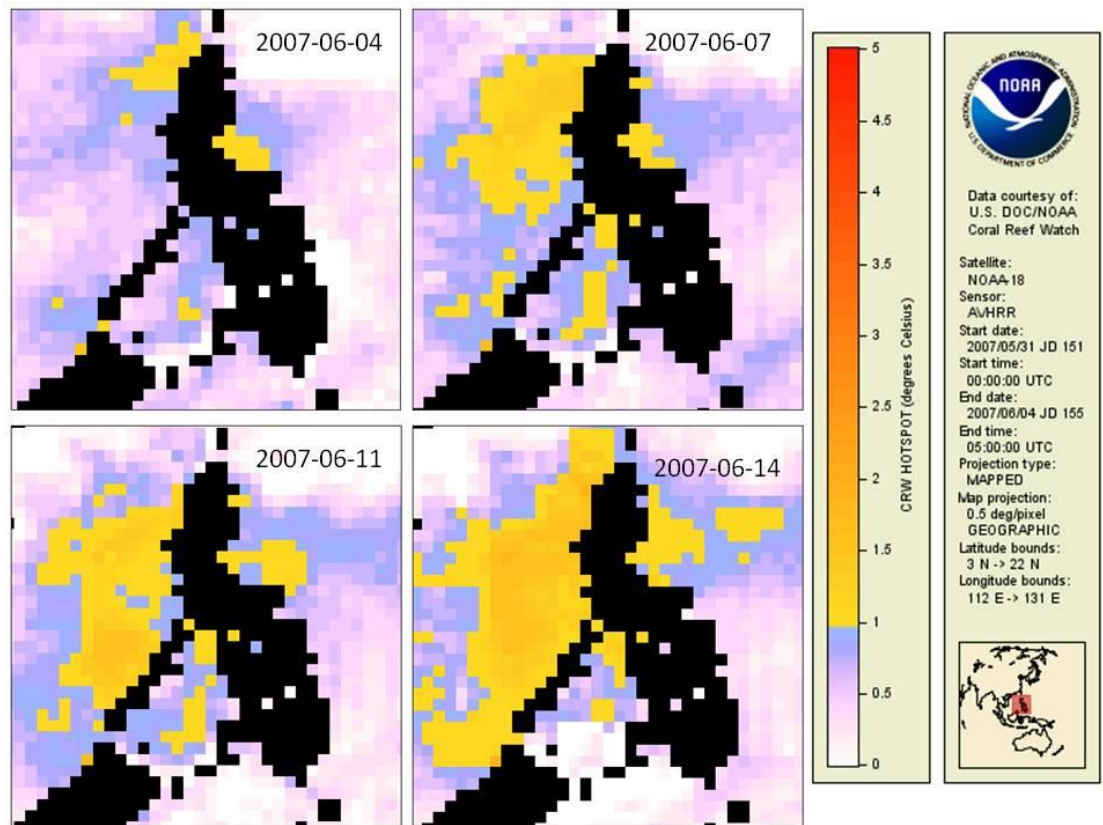 2007-06-04
2007-06-07
2007-06-11
2007-06-14
5
4.5
4
3.5
3
2.5
2
1.5
1
0.5
0
CRW HOTSPOT (degrees Celsius)
NATIONAL OCEANIC AND ATMOSPHERIC ADMINISTRATION
NOAA
U.S. DEPARTMENT OF COMMERCE
Data courtesy of:
U.S. DOC/NOAA
Coral Reef Watch
Satellite:
NOAA-18
Sensor:
AVHRR
Start date:
2007/05/31 JD 151
Start time:
00:00:00 UTC
End date:
2007/06/04 JD 155
End time:
05:00:00 UTC
Projection type:
MAPPED
Map projection:
0.5 deg/pixel
GEOGRAPHIC
Latitude bounds:
3 N -> 22 N
Longitude bounds:
112 E -> 131 E